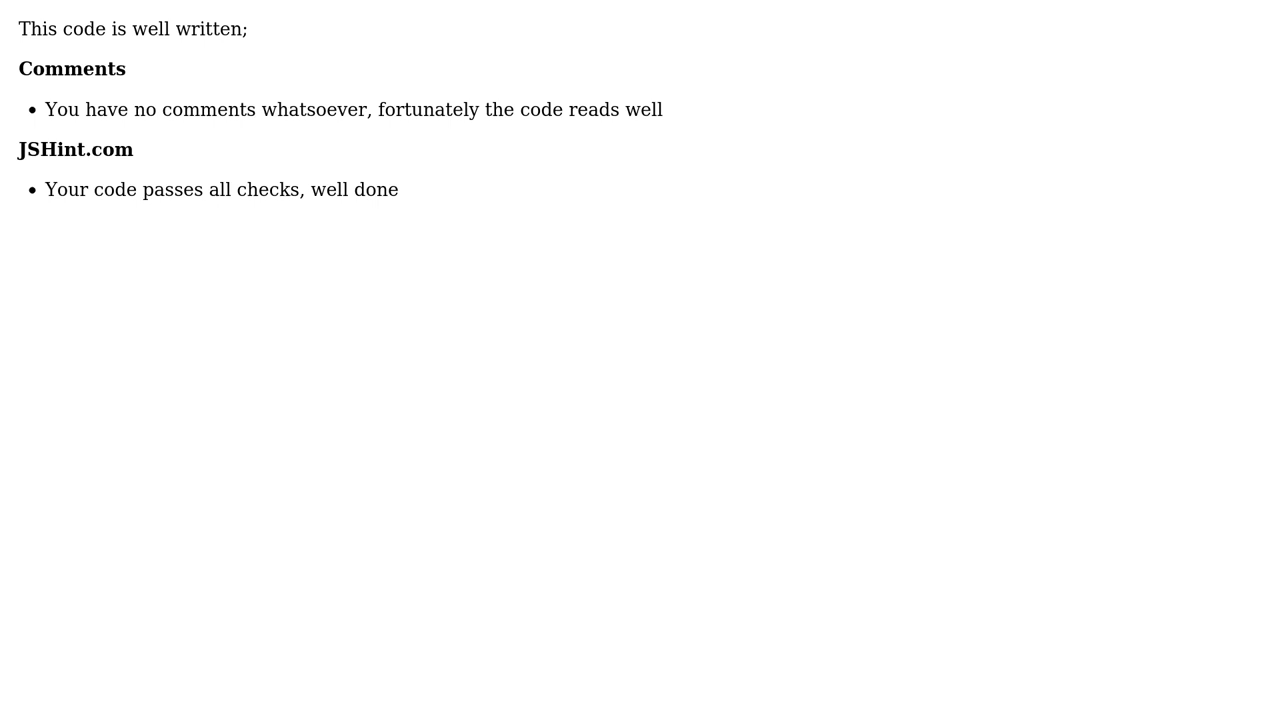 This code is well written;
Comments
• You have no comments whatsoever, fortunately the code reads well
JSHint.com
• Your code passes all checks, well done